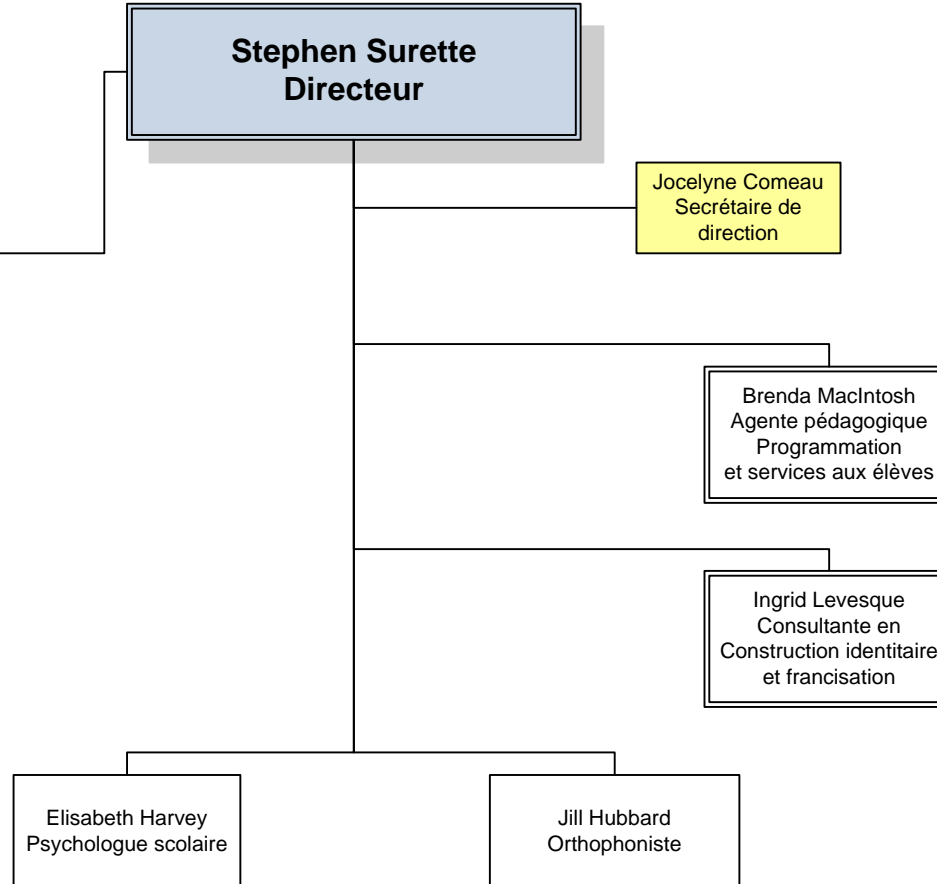 Stephen Surette
Directeur
Jocelyne Comeau
Secrétaire de
direction
Brenda MacIntosh
Agente pédagogique
Programmation
et services aux élèves
Ingrid Levesque
Consultante en
Construction identitaire
et francisation
Elisabeth Harvey
Psychologue scolaire
Jill Hubbard
Orthophoniste